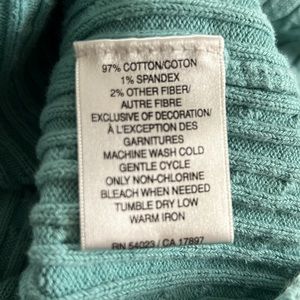 97% COTTON/COTON
1% SPANDEX
2% OTHER FIBER/
AUTRE FIBRE
EXCLUSIVE OF DECORATION/
À L'EXCEPTION DES
GARNITURES
MACHINE WASH COLD
GENTLE CYCLE
ONLY NON-CHLORINE
BLEACH WHEN NEEDED
TUMBLE DRY LOW
WARM IRON
RN 54023 / CA 17897